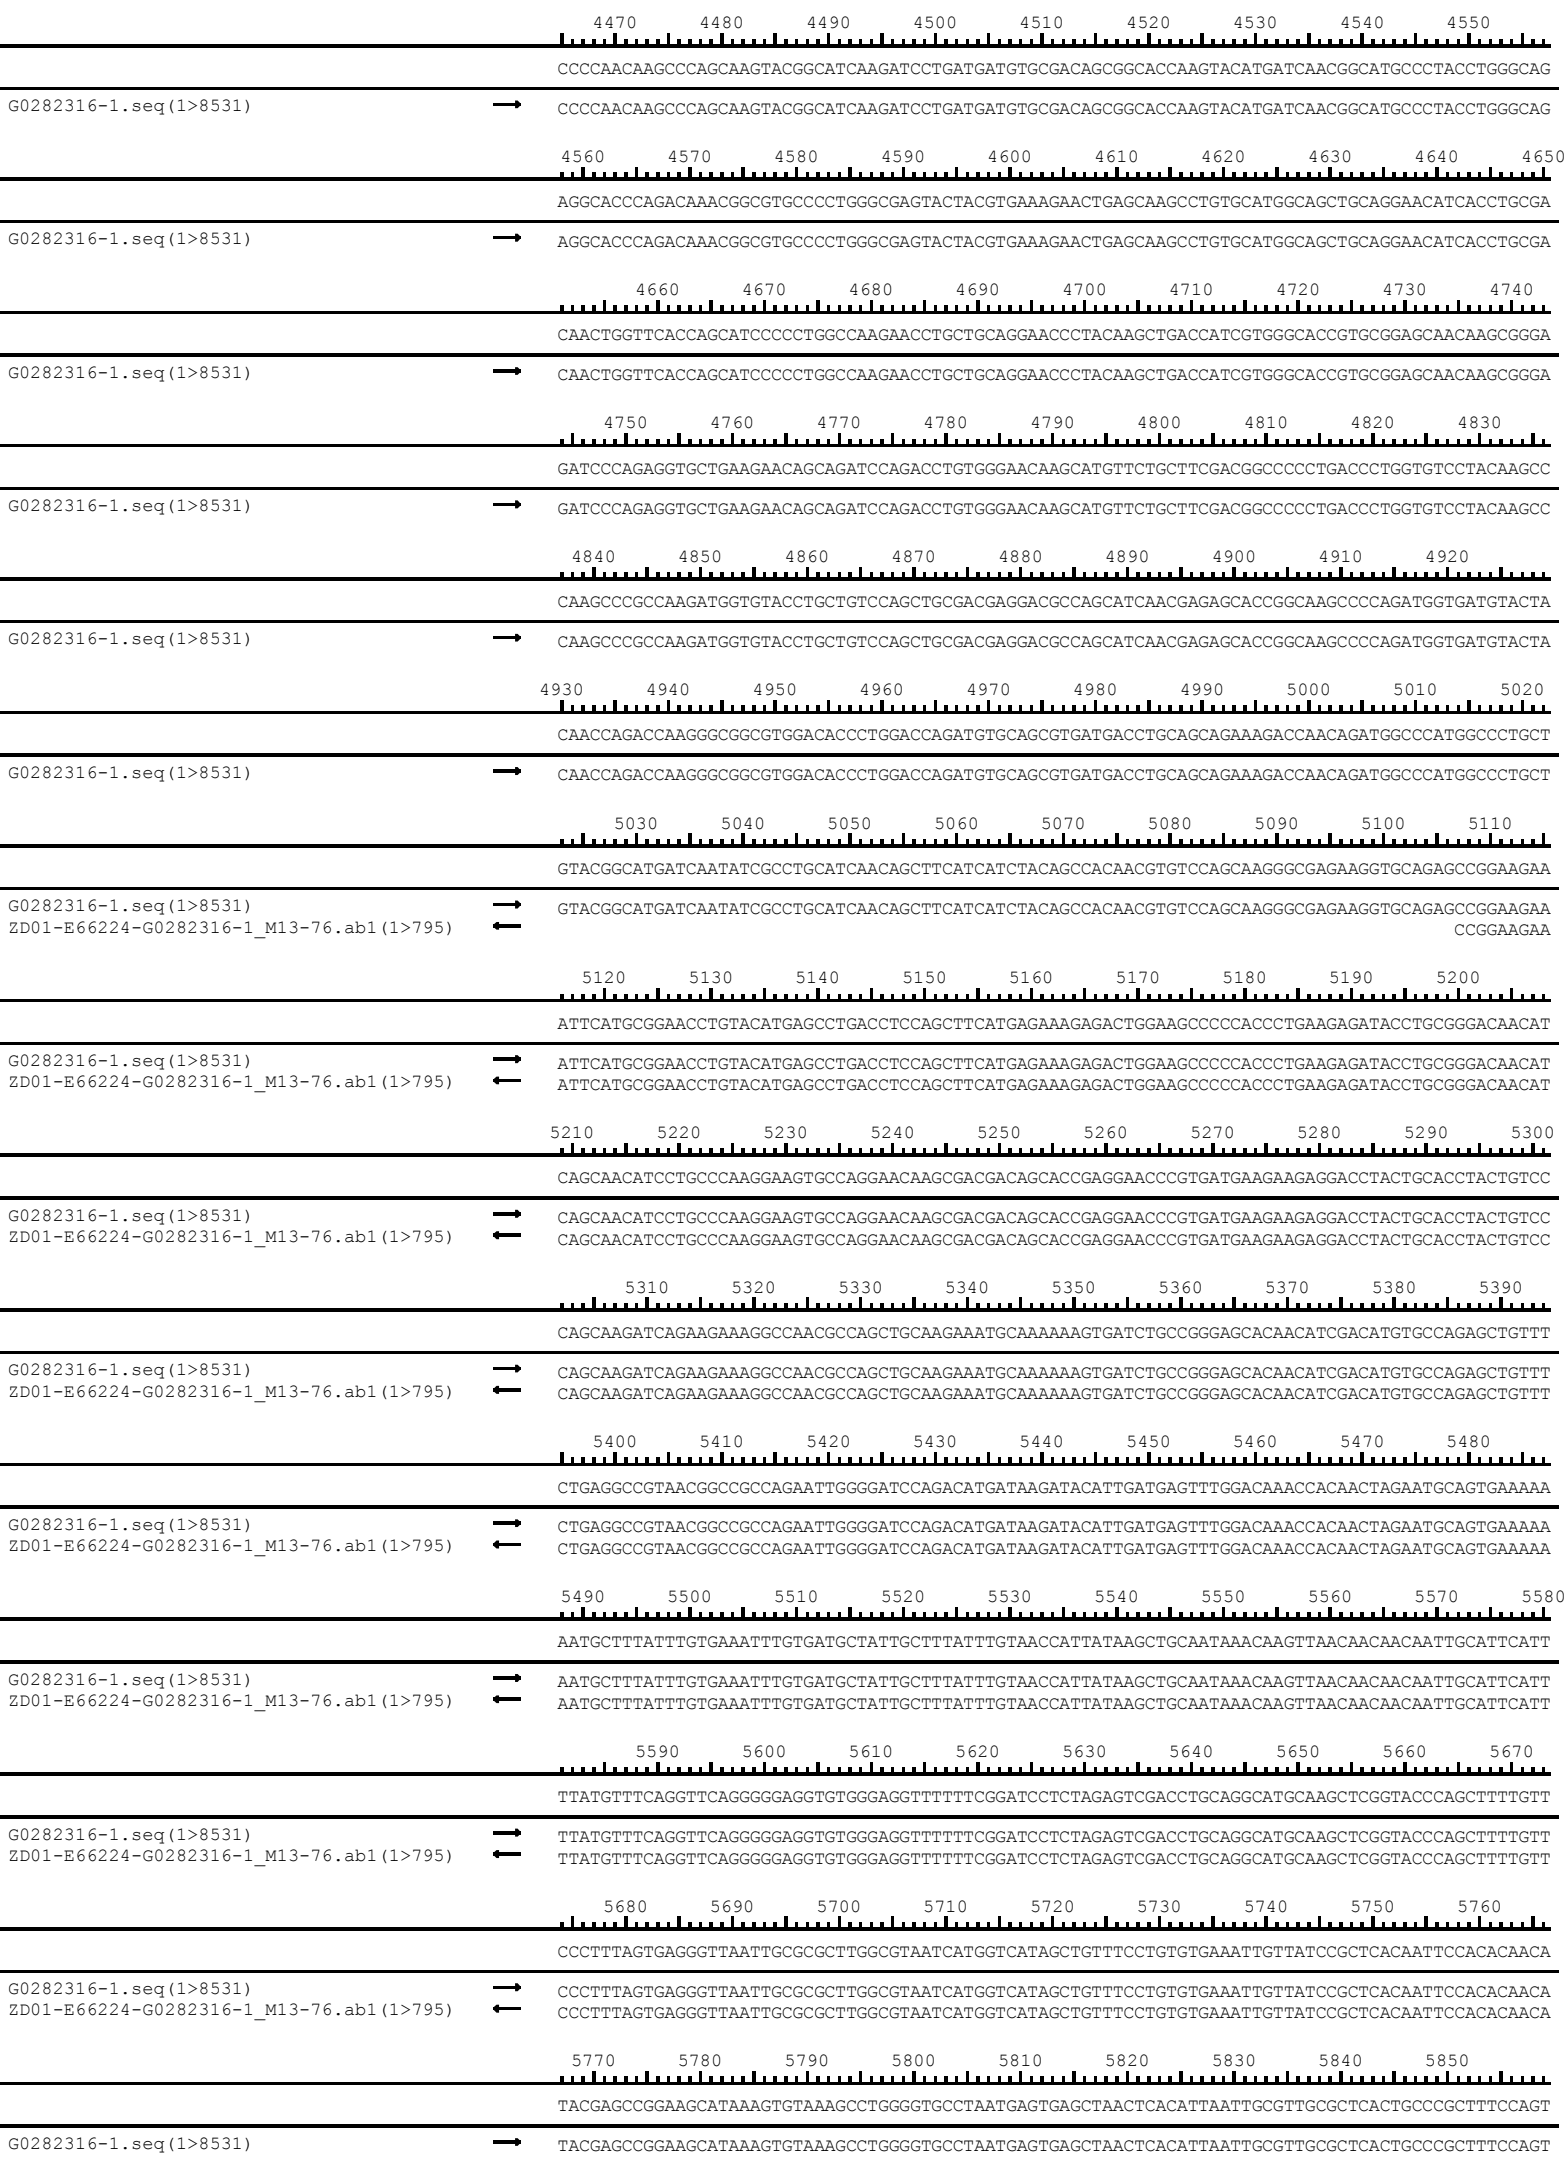 4470 4480 4490 4500 4510 4520 4530 4540 4550
CCCCAACAAGCCCAGCAAGTACGGCATCAAGATCCTGATGATGTGCGACAGCGGCACCAAGTACATGATCAACGGCATGCCCTACCTGGGCAG
G0282316-1.seq(1>8531) → CCCCAACAAGCCCAGCAAGTACGGCATCAAGATCCTGATGATGTGCGACAGCGGCACCAAGTACATGATCAACGGCATGCCCTACCTGGGCAG
4560 4570 4580 4590 4600 4610 4620 4630 4640 4650
AGGCACCCAGACAAACGGCGTGCCCCTGGGCGAGTACTACGTGAAAGAACTGAGCAAGCCTGTGCATGGCAGCTGCAGGAACATCACCTGCGA
G0282316-1.seq(1>8531) → AGGCACCCAGACAAACGGCGTGCCCCTGGGCGAGTACTACGTGAAAGAACTGAGCAAGCCTGTGCATGGCAGCTGCAGGAACATCACCTGCGA
4660 4670 4680 4690 4700 4710 4720 4730 4740
CAACTGGTTCACCAGCATCCCCCTGGCCAAGAACCTGCTGCAGGAACCCTACAAGCTGACCATCGTGGGCACCGTGCGGAGCAACAAGCGGGA
G0282316-1.seq(1>8531) → CAACTGGTTCACCAGCATCCCCCTGGCCAAGAACCTGCTGCAGGAACCCTACAAGCTGACCATCGTGGGCACCGTGCGGAGCAACAAGCGGGA
4750 4760 4770 4780 4790 4800 4810 4820 4830
GATCCCAGAGGTGCTGAAGAACAGCAGATCCAGACCTGTGGGAACAAGCATGTTCTGCTTCGACGGCCCCCTGACCCTGGTGTCCTACAAGCC
G0282316-1.seq(1>8531) → GATCCCAGAGGTGCTGAAGAACAGCAGATCCAGACCTGTGGGAACAAGCATGTTCTGCTTCGACGGCCCCCTGACCCTGGTGTCCTACAAGCC
4840 4850 4860 4870 4880 4890 4900 4910 4920
CAAGCCCGCCAAGATGGTGTACCTGCTGTCCAGCTGCGACGAGGACGCCAGCATCAACGAGAGCACCGGCAAGCCCCAGATGGTGATGTACTA
G0282316-1.seq(1>8531) → CAAGCCCGCCAAGATGGTGTACCTGCTGTCCAGCTGCGACGAGGACGCCAGCATCAACGAGAGCACCGGCAAGCCCCAGATGGTGATGTACTA
4930 4940 4950 4960 4970 4980 4990 5000 5010 5020
CAACCAGACCAAGGGCGGCGTGGACACCCTGGACCAGATGTGCAGCGTGATGACCTGCAGCAGAAAGACCAACAGATGGCCCATGGCCCTGCT
G0282316-1.seq(1>8531) → CAACCAGACCAAGGGCGGCGTGGACACCCTGGACCAGATGTGCAGCGTGATGACCTGCAGCAGAAAGACCAACAGATGGCCCATGGCCCTGCT
5030 5040 5050 5060 5070 5080 5090 5100 5110
GTACGGCATGATCAATATCGCCTGCATCAACAGCTTCATCATCTACAGCCACAACGTGTCCAGCAAGGGCGAGAAGGTGCAGAGCCGGAAGAA
G0282316-1.seq(1>8531) → GTACGGCATGATCAATATCGCCTGCATCAACAGCTTCATCATCTACAGCCACAACGTGTCCAGCAAGGGCGAGAAGGTGCAGAGCCGGAAGAA
ZD01-E66224-G0282316-1_M13-76.ab1(1>795) ← CCGGAAGAA
5120 5130 5140 5150 5160 5170 5180 5190 5200
ATTCATGCGGAACCTGTACATGAGCCTGACCTCCAGCTTCATGAGAAAGAGACTGGAAGCCCCCACCCTGAAGAGATACCTGCGGGACAACAT
G0282316-1.seq(1>8531) → ATTCATGCGGAACCTGTACATGAGCCTGACCTCCAGCTTCATGAGAAAGAGACTGGAAGCCCCCACCCTGAAGAGATACCTGCGGGACAACAT
ZD01-E66224-G0282316-1_M13-76.ab1(1>795) ← ATTCATGCGGAACCTGTACATGAGCCTGACCTCCAGCTTCATGAGAAAGAGACTGGAAGCCCCCACCCTGAAGAGATACCTGCGGGACAACAT
5210 5220 5230 5240 5250 5260 5270 5280 5290 5300
CAGCAACATCCTGCCCAAGGAAGTGCCAGGAACAAGCGACGACAGCACCGAGGAACCCGTGATGAAGAAGAGGACCTACTGCACCTACTGTCC
G0282316-1.seq(1>8531) → CAGCAACATCCTGCCCAAGGAAGTGCCAGGAACAAGCGACGACAGCACCGAGGAACCCGTGATGAAGAAGAGGACCTACTGCACCTACTGTCC
ZD01-E66224-G0282316-1_M13-76.ab1(1>795) ← CAGCAACATCCTGCCCAAGGAAGTGCCAGGAACAAGCGACGACAGCACCGAGGAACCCGTGATGAAGAAGAGGACCTACTGCACCTACTGTCC
5310 5320 5330 5340 5350 5360 5370 5380 5390
CAGCAAGATCAGAAGAAAGGCCAACGCCAGCTGCAAGAAATGCAAAAAAGTGATCTGCCGGGAGCACAACATCGACATGTGCCAGAGCTGTTT
G0282316-1.seq(1>8531) → CAGCAAGATCAGAAGAAAGGCCAACGCCAGCTGCAAGAAATGCAAAAAAGTGATCTGCCGGGAGCACAACATCGACATGTGCCAGAGCTGTTT
ZD01-E66224-G0282316-1_M13-76.ab1(1>795) ← CAGCAAGATCAGAAGAAAGGCCAACGCCAGCTGCAAGAAATGCAAAAAAGTGATCTGCCGGGAGCACAACATCGACATGTGCCAGAGCTGTTT
5400 5410 5420 5430 5440 5450 5460 5470 5480
CTGAGGCCGTAACGGCCGCCAGAATTGGGGATCCAGACATGATAAGATACATTGATGAGTTTGGACAAACCACAACTAGAATGCAGTGAAAAA
G0282316-1.seq(1>8531) → CTGAGGCCGTAACGGCCGCCAGAATTGGGGATCCAGACATGATAAGATACATTGATGAGTTTGGACAAACCACAACTAGAATGCAGTGAAAAA
ZD01-E66224-G0282316-1_M13-76.ab1(1>795) ← CTGAGGCCGTAACGGCCGCCAGAATTGGGGATCCAGACATGATAAGATACATTGATGAGTTTGGACAAACCACAACTAGAATGCAGTGAAAAA
5490 5500 5510 5520 5530 5540 5550 5560 5570 5580
AATGCTTTATTTGTGAAATTTGTGATGCTATTGCTTTATTTGTAACCATTATAAGCTGCAATAAACAAGTTAACAACAACAATTGCATTCATT
G0282316-1.seq(1>8531) → AATGCTTTATTTGTGAAATTTGTGATGCTATTGCTTTATTTGTAACCATTATAAGCTGCAATAAACAAGTTAACAACAACAATTGCATTCATT
ZD01-E66224-G0282316-1_M13-76.ab1(1>795) ← AATGCTTTATTTGTGAAATTTGTGATGCTATTGCTTTATTTGTAACCATTATAAGCTGCAATAAACAAGTTAACAACAACAATTGCATTCATT
5590 5600 5610 5620 5630 5640 5650 5660 5670
TTATGTTTCAGGTTCAGGGGGAGGTGTGGGAGGTTTTTTCGGATCCTCTAGAGTCGACCTGCAGGCATGCAAGCTCGGTACCCAGCTTTTGTT
G0282316-1.seq(1>8531) → TTATGTTTCAGGTTCAGGGGGAGGTGTGGGAGGTTTTTTCGGATCCTCTAGAGTCGACCTGCAGGCATGCAAGCTCGGTACCCAGCTTTTGTT
ZD01-E66224-G0282316-1_M13-76.ab1(1>795) ← TTATGTTTCAGGTTCAGGGGGAGGTGTGGGAGGTTTTTTCGGATCCTCTAGAGTCGACCTGCAGGCATGCAAGCTCGGTACCCAGCTTTTGTT
5680 5690 5700 5710 5720 5730 5740 5750 5760
CCCTTTAGTGAGGGTTAATTGCGCGCTTGGCGTAATCATGGTCATAGCTGTTTCCTGTGTGAAATTGTTATCCGCTCACAATTCCACACAACA
G0282316-1.seq(1>8531) → CCCTTTAGTGAGGGTTAATTGCGCGCTTGGCGTAATCATGGTCATAGCTGTTTCCTGTGTGAAATTGTTATCCGCTCACAATTCCACACAACA
ZD01-E66224-G0282316-1_M13-76.ab1(1>795) ← CCCTTTAGTGAGGGTTAATTGCGCGCTTGGCGTAATCATGGTCATAGCTGTTTCCTGTGTGAAATTGTTATCCGCTCACAATTCCACACAACA
5770 5780 5790 5800 5810 5820 5830 5840 5850
TACGAGCCGGAAGCATAAAGTGTAAAGCCTGGGGTGCCTAATGAGTGAGCTAACTCACATTAATTGCGTTGCGCTCACTGCCCGCTTTCCAGT
G0282316-1.seq(1>8531) → TACGAGCCGGAAGCATAAAGTGTAAAGCCTGGGGTGCCTAATGAGTGAGCTAACTCACATTAATTGCGTTGCGCTCACTGCCCGCTTTCCAGT